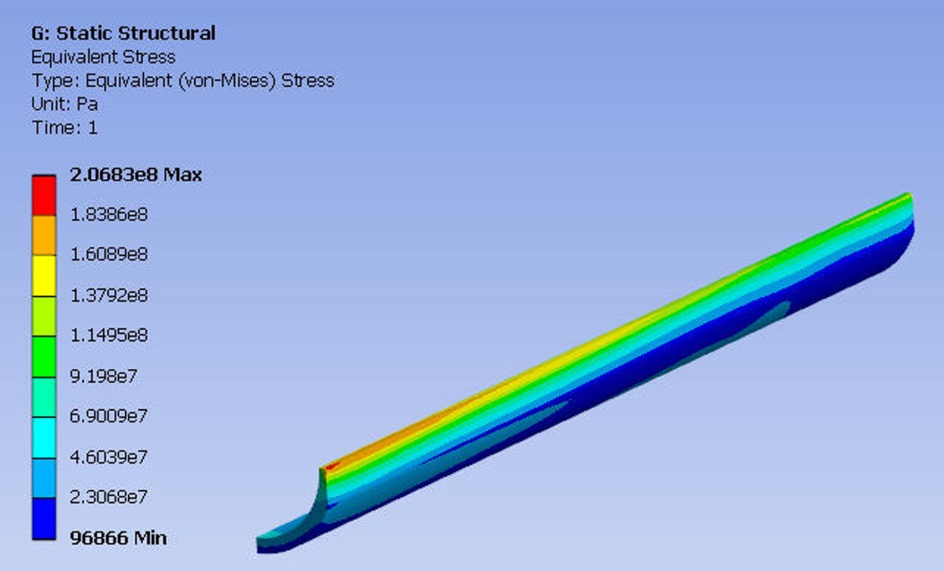 G: Static Structural
Equivalent Stress
Type: Equivalent (von-Mises) Stress
Unit: Pa
Time: 1
2.0683e8 Max
1.8386e8
1.6089e8
1.3792e8
1.1495e8
9.198e7
6.9009e7
4.6039e7
2.3068e7
96866 Min